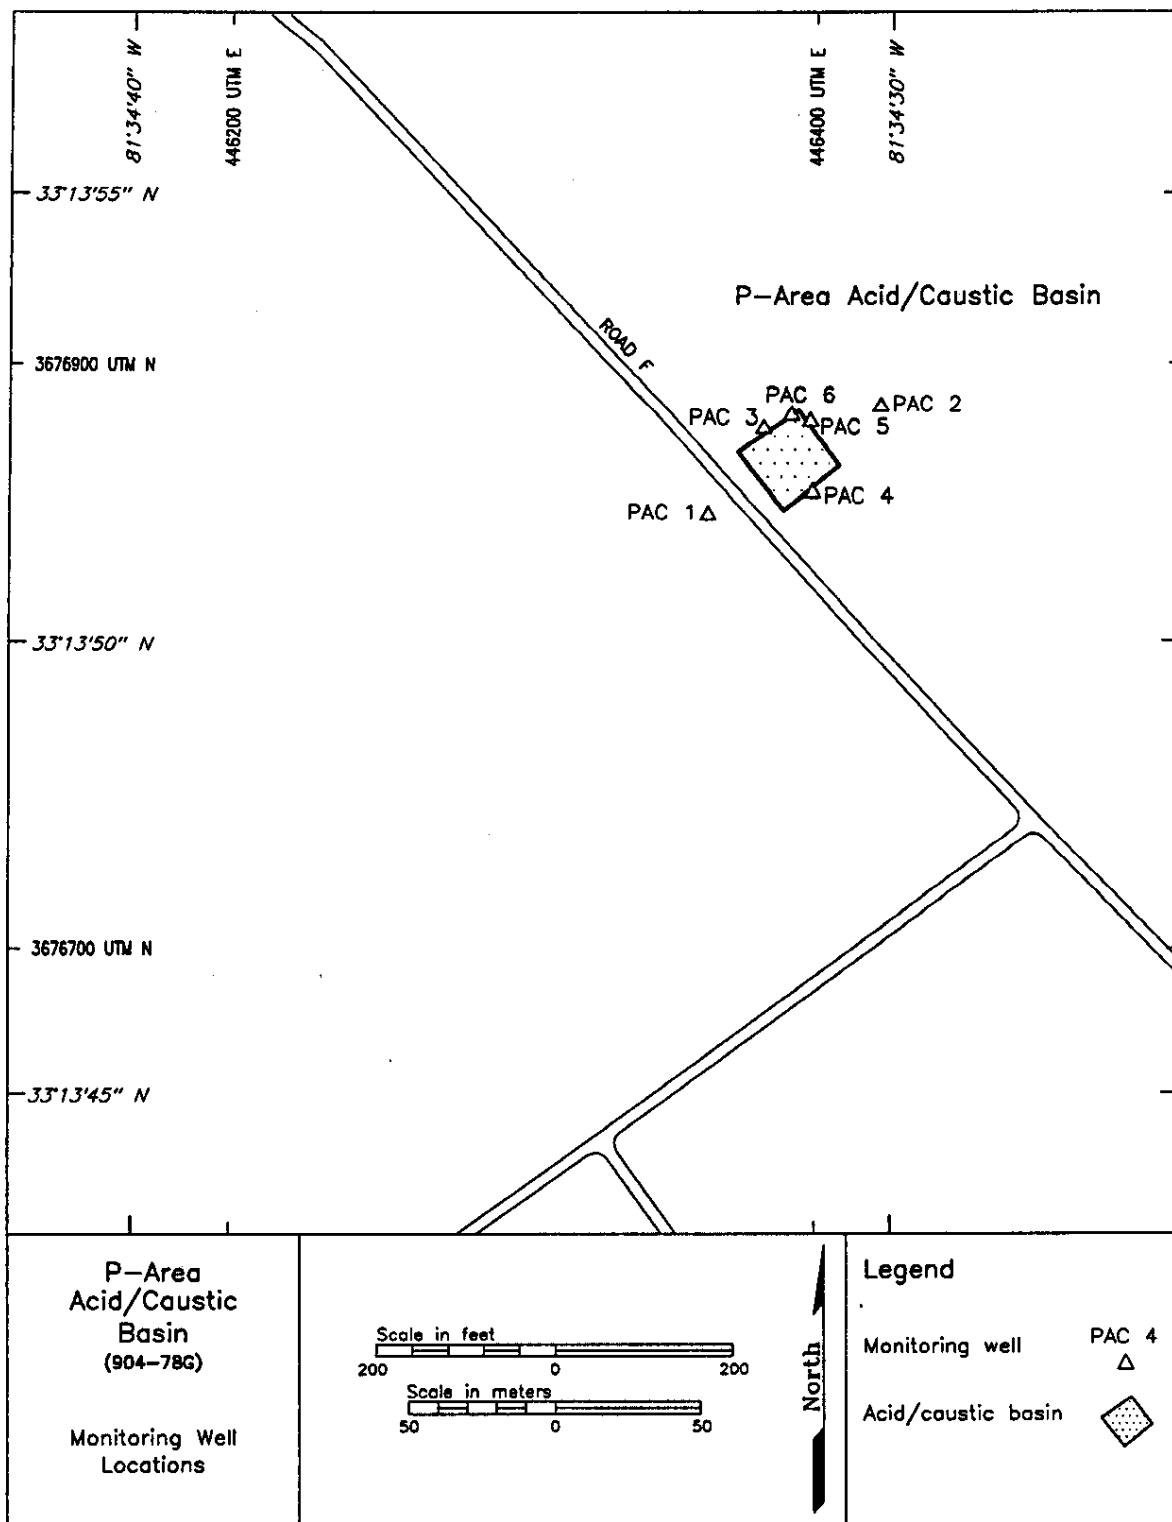 81°34'40" W
446200 UTM E
446400 UTM E
81°34'30" W
33°13'55" N
P-Area Acid/Caustic Basin
ROAD F
3676900 UTM N
PAC 6
PAC 2
PAC 3
PAC 5
PAC 4
PAC 1
33°13'50" N
3676700 UTM N
33°13'45" N
P-Area
Acid/Caustic
Basin
(904-78G)
Monitoring Well
Locations
Scale in feet
200 0 200
Scale in meters
50 0 50
North
Legend
Monitoring well
PAC 4
Acid/caustic basin